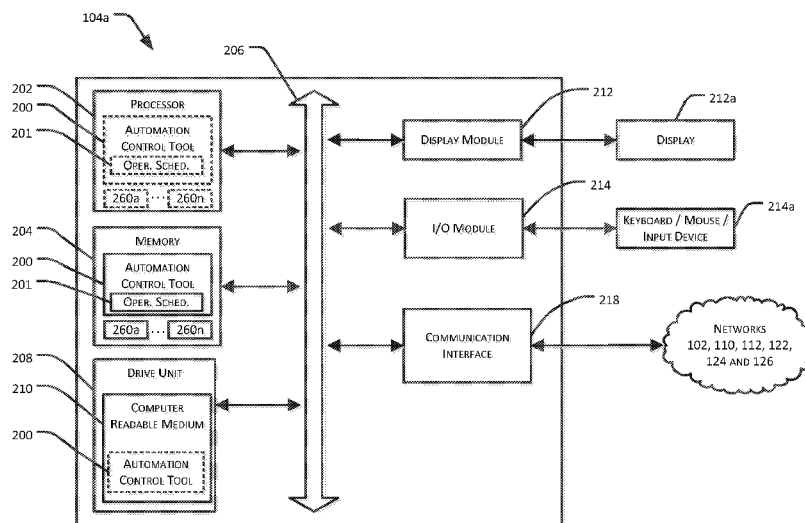 104a
206
202
PROCESSOR
200
AUTOMATION
CONTROL TOOL
201
OPER. SCHED.
260a ... 260n
204
MEMORY
200
AUTOMATION
CONTROL TOOL
201
OPER. SCHED.
260a ... 260n
208
DRIVE UNIT
210
COMPUTER
READABLE MEDIUM
200
AUTOMATION
CONTROL TOOL
212
DISPLAY MODULE
212a
DISPLAY
214
I/O MODULE
214a
KEYBOARD / MOUSE /
INPUT DEVICE
218
COMMUNICATION
INTERFACE
NETWORKS
102, 110, 112, 122,
124 AND 126